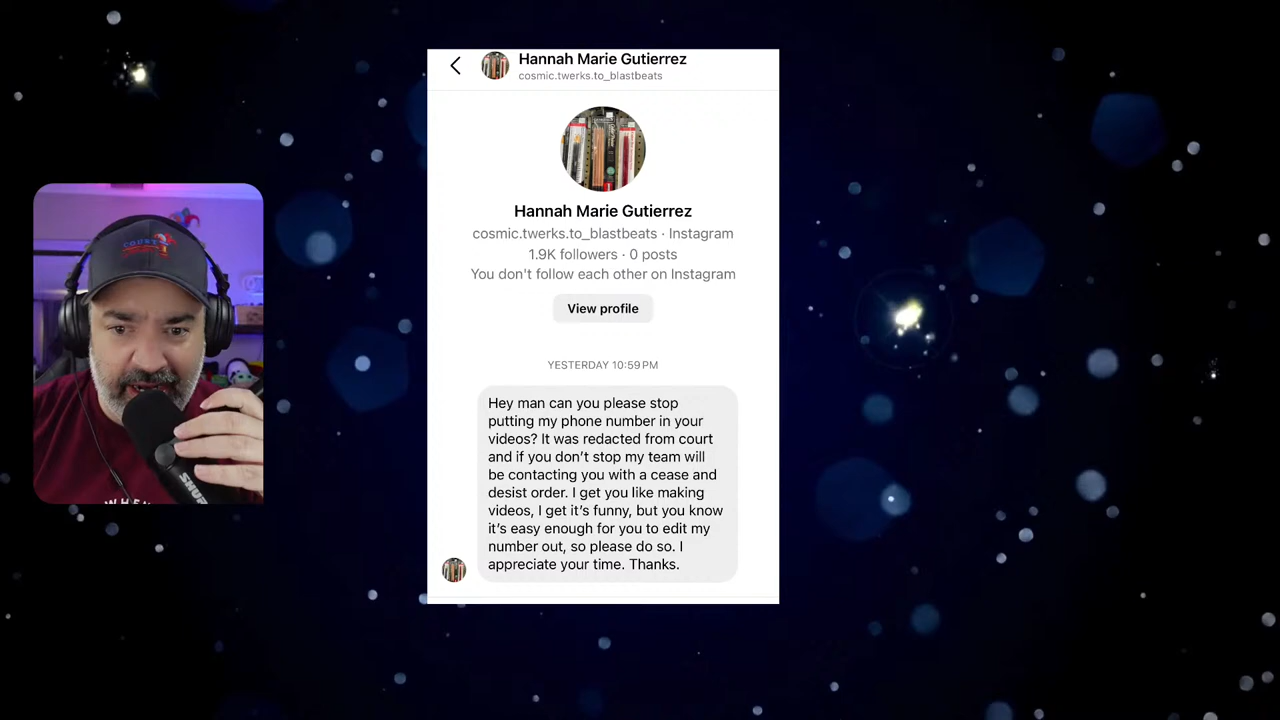 Hannah Marie Gutierrez
cosmic.twerks.to_blastbeats
Hannah Marie Gutierrez
cosmic.twerks.to_blastbeats · Instagram
1.9K followers · 0 posts
You don't follow each other on Instagram
View profile
YESTERDAY 10:59 PM
Hey man can you please stop
putting my phone number in your
videos? It was redacted from court
and if you don’t stop my team will
be contacting you with a cease and
desist order. I get you like making
videos, I get it’s funny, but you know
it’s easy enough for you to edit my
number out, so please do so. I
appreciate your time. Thanks.
COURT